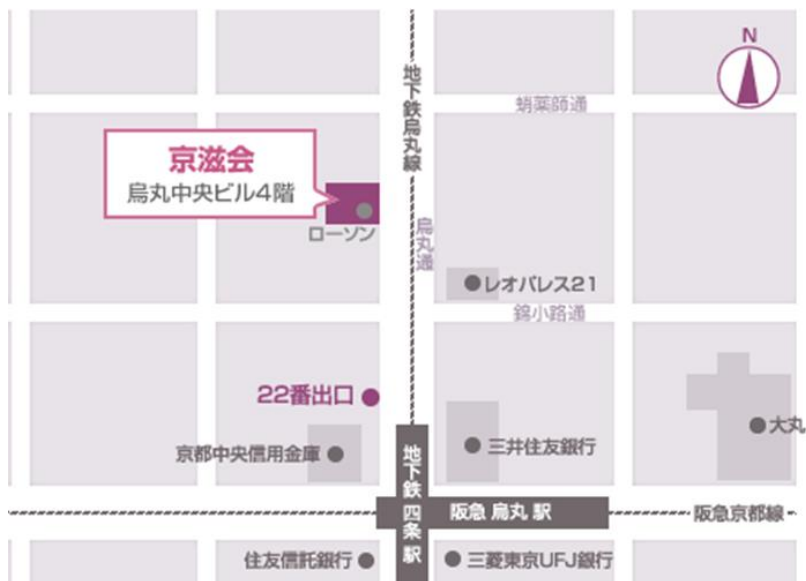 N
地下鉄烏丸線
蛸薬師通
京滋会
烏丸中央ビル4階
ローソン
烏丸通
レオパレス21
錦小路通
22番出口
大丸
京都中央信用金庫
三井住友銀行
地下鉄 四条 駅
阪急 烏丸 駅
阪急京都線
住友信託銀行
三菱東京UFJ銀行